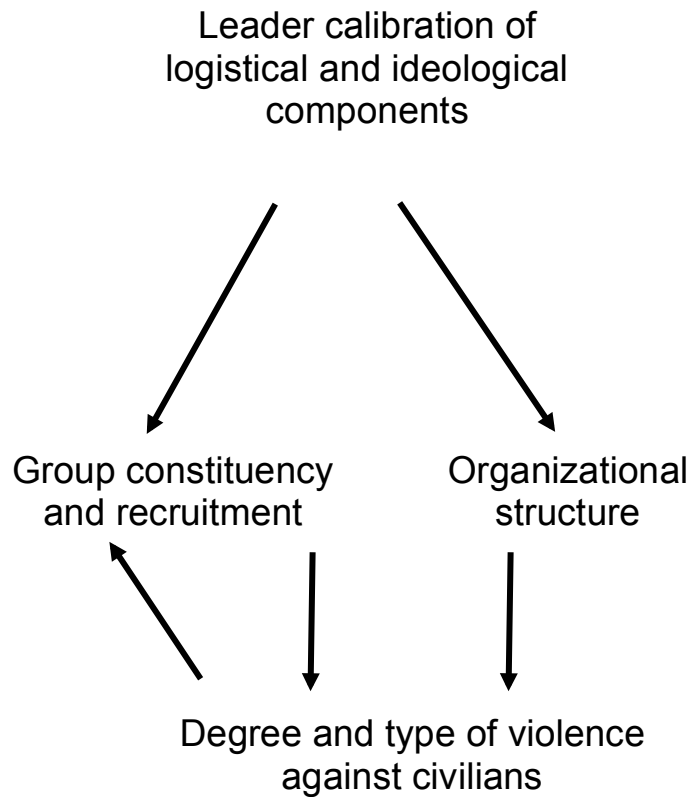 Leader calibration of
logistical and ideological
components
Group constituency
and recruitment
Organizational
structure
Degree and type of violence
against civilians